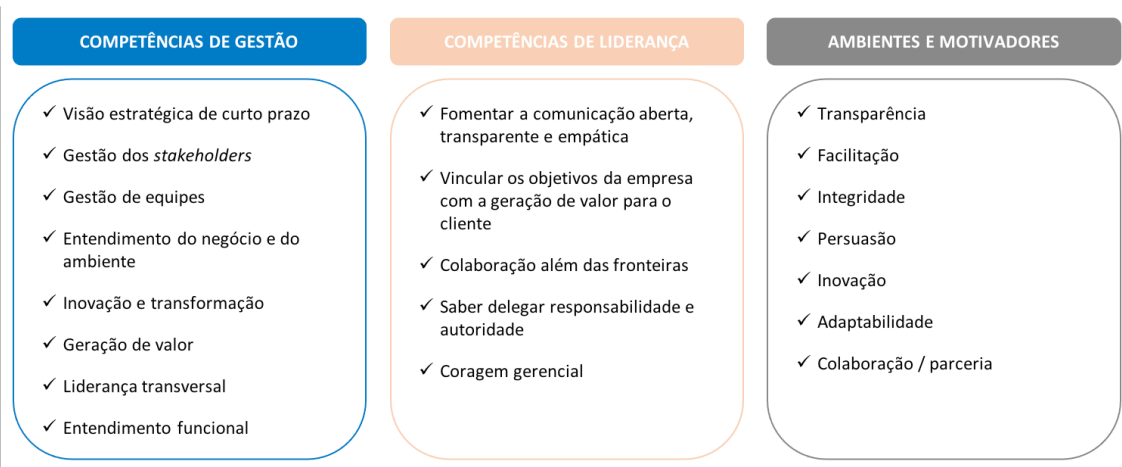 COMPETÊNCIAS DE GESTÃO
Visão estratégica de curto prazo
Gestão dos stakeholders
Gestão de equipes
Entendimento do negócio e do
ambiente
Inovação e transformação
Geração de valor
Liderança transversal
Entendimento funcional
COMPETÊNCIAS DE LIDERANÇA
Fomentar a comunicação aberta,
transparente e empática
Vincular os objetivos da empresa
com a geração de valor para o
cliente
Colaboração além das fronteiras
Saber delegar responsabilidade e
autoridade
Coragem gerencial
AMBIENTES E MOTIVADORES
Transparência
Facilitação
Integridade
Persuasão
Inovação
Adaptabilidade
Colaboração / parceria